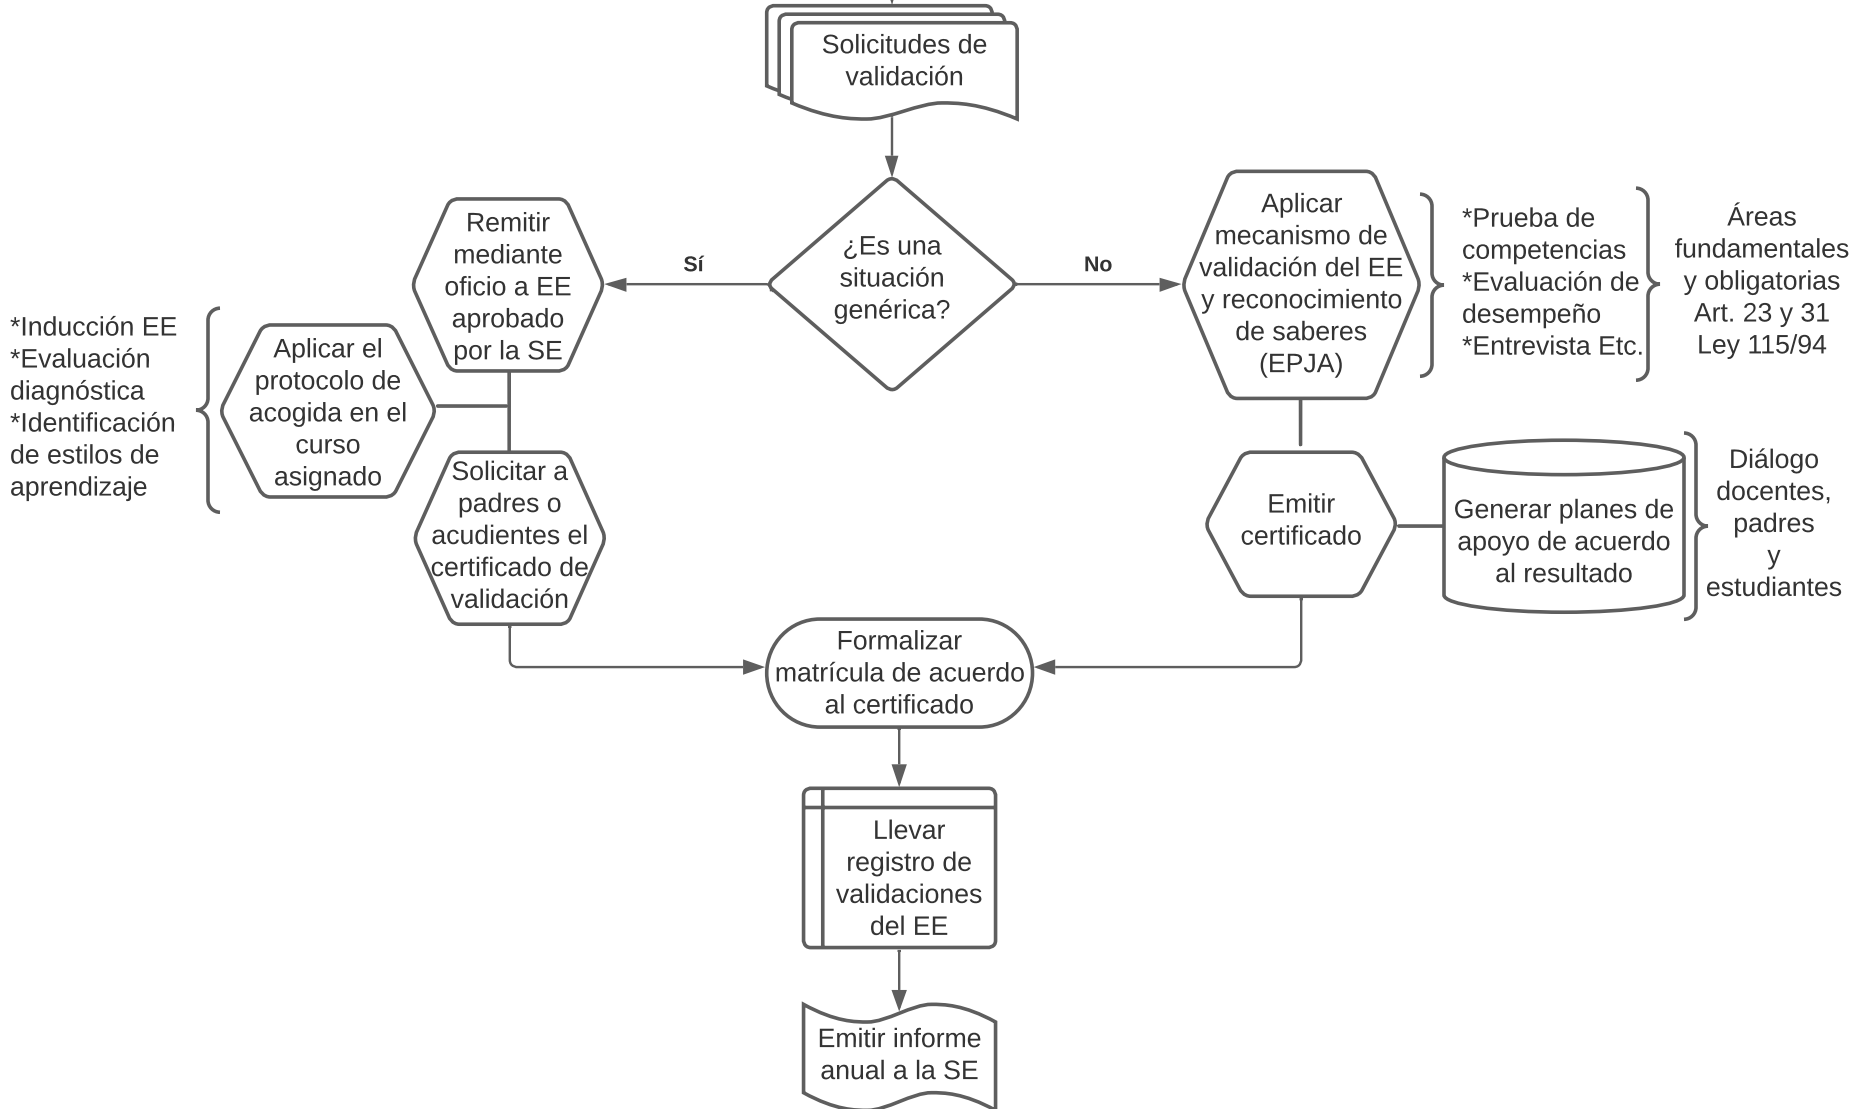 Solicitudes de
validación
¿Es una
situación
genérica?
Sí
No
Remitir
mediante
oficio a EE
aprobado
por la SE
Aplicar
mecanismo de
validación del EE
y reconocimiento
de saberes
(EPJA)
*Prueba de
competencias
*Evaluación de
desempeño
*Entrevista Etc.
Áreas
fundamentales
y obligatorias
Art. 23 y 31
Ley 115/94
*Inducción EE
*Evaluación
diagnóstica
*Identificación
de estilos de
aprendizaje
Aplicar el
protocolo de
acogida en el
curso
asignado
Solicitar a
padres o
acudientes el
certificado de
validación
Emitir
certificado
Generar planes de
apoyo de acuerdo
al resultado
Diálogo
docentes,
padres
y
estudiantes
Formalizar
matrícula de acuerdo
al certificado
Llevar
registro de
validaciones
del EE
Emitir informe
anual a la SE